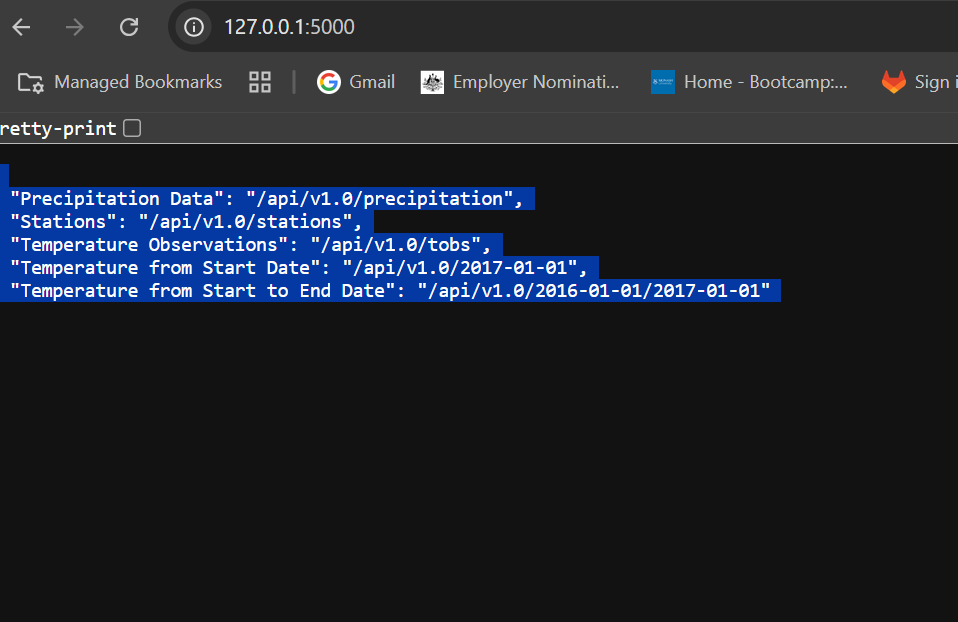 127.0.0.1:5000
Managed Bookmarks Gmail Employer Nominati... Home - Bootcamp:... Sign i
retty-print
"Precipitation Data": "/api/v1.0/precipitation",
"Stations": "/api/v1.0/stations",
"Temperature Observations": "/api/v1.0/tobs",
"Temperature from Start Date": "/api/v1.0/2017-01-01",
"Temperature from Start to End Date": "/api/v1.0/2016-01-01/2017-01-01"